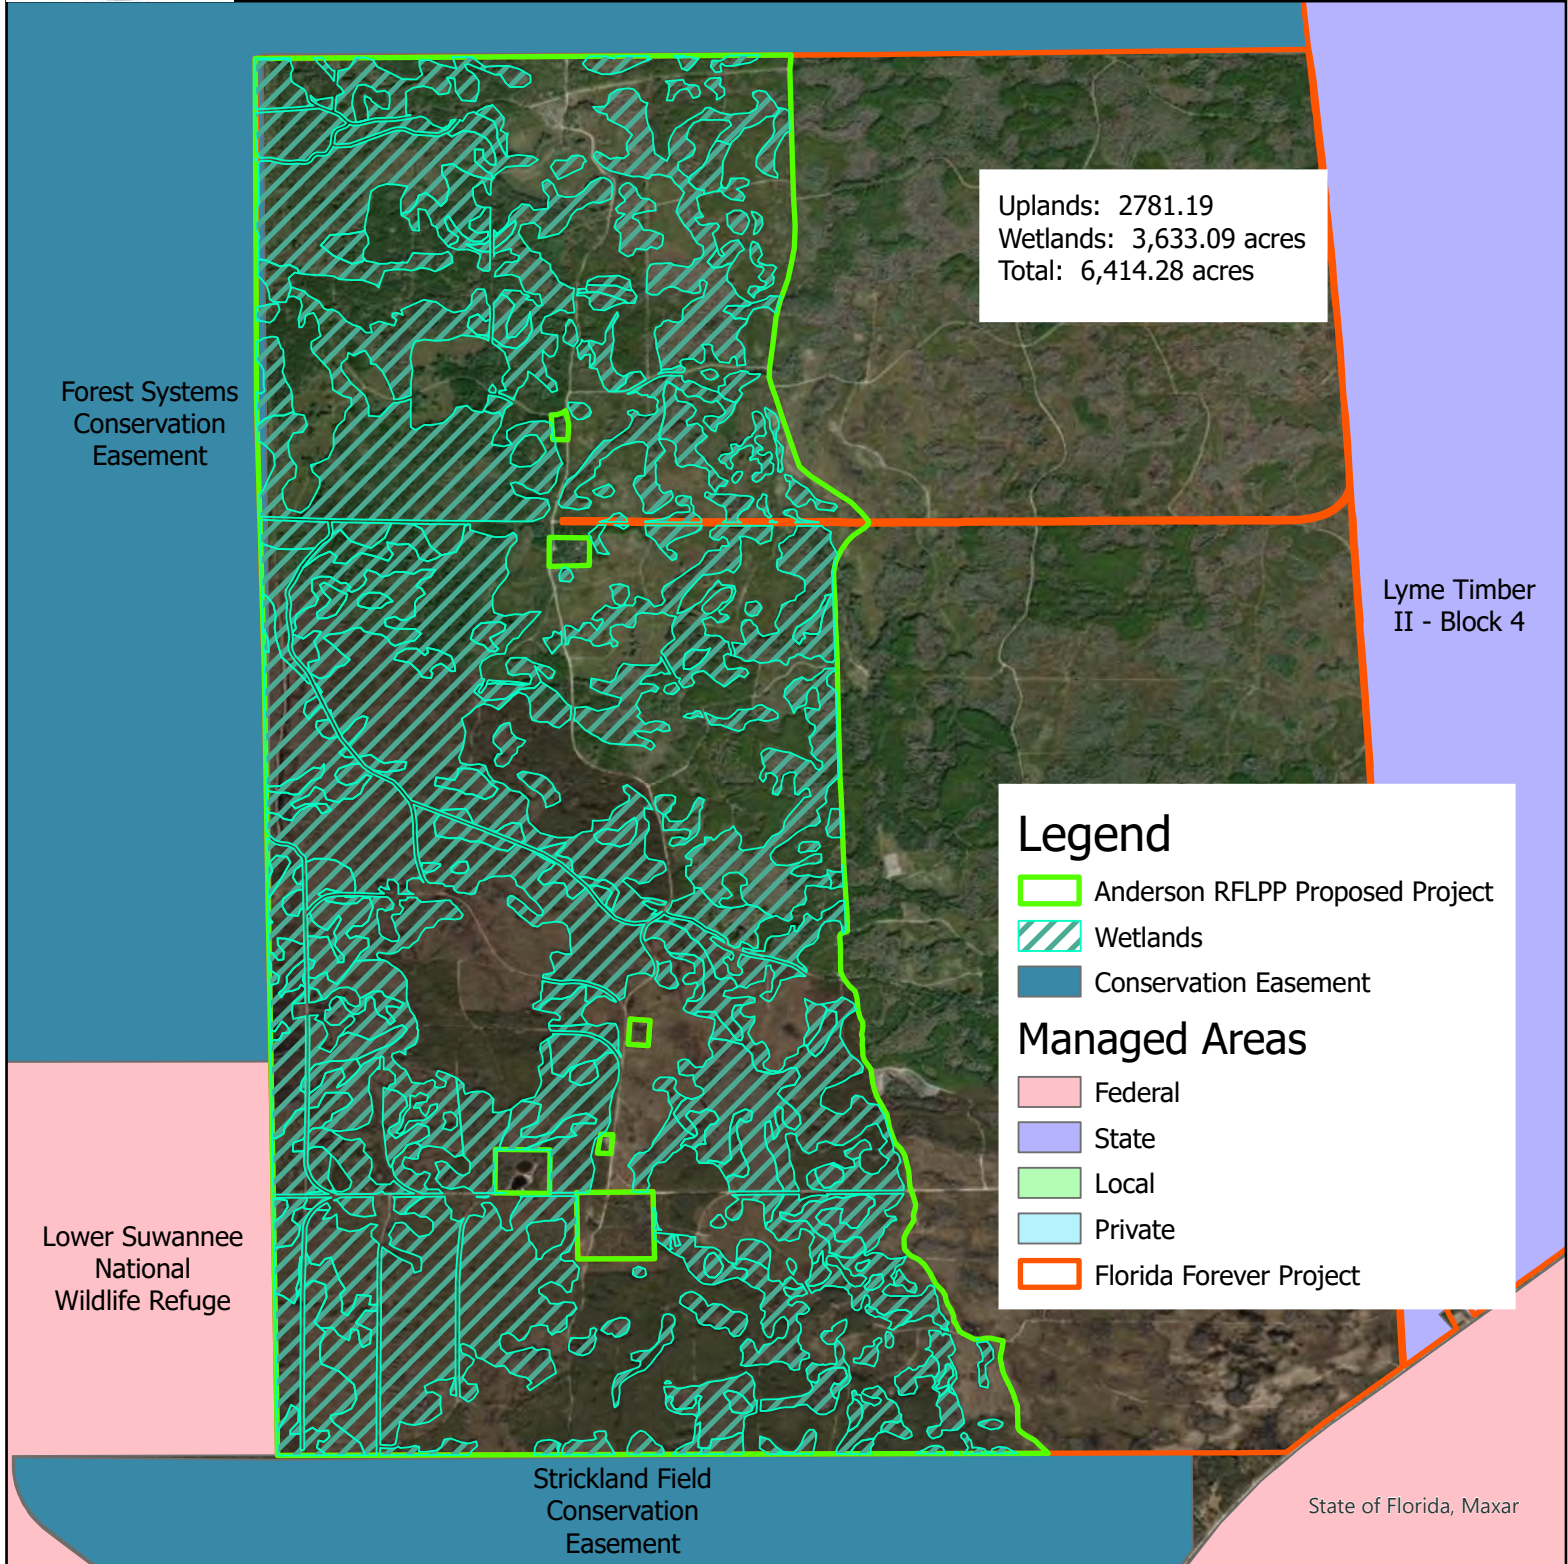 Uplands: 2781.19
Wetlands: 3,633.09 acres
Total: 6,414.28 acres
Forest Systems
Conservation
Easement
Lyme Timber
II - Block 4
Legend
Anderson RFLPP Proposed Project
Wetlands
Conservation Easement
Managed Areas
Federal
State
Local
Private
Florida Forever Project
Lower Suwannee
National
Wildlife Refuge
Strickland Field
Conservation
Easement
State of Florida, Maxar